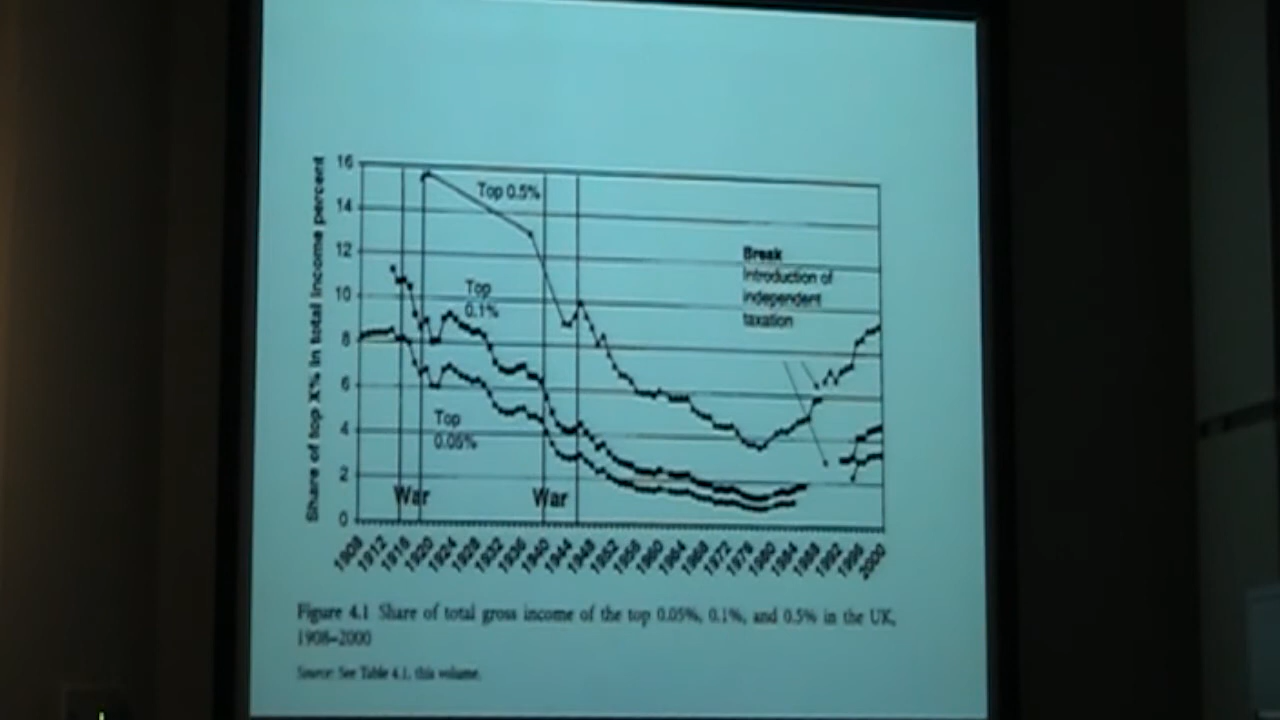 Share of top X% in total income percent
16
14
12
10
8
6
4
2
0
Top 0.5%
Top
0.1%
Top
0.05%
Break
Introduction of
independent
taxation
War
War
1908 1912 1916 1920 1924 1928 1932 1936 1940 1944 1948 1952 1956 1960 1964 1968 1972 1976 1980 1984 1988 1992 1996 2000
Figure 4.1 Share of total gross income of the top 0.05%, 0.1%, and 0.5% in the UK,
1908–2000
Source: See Table 4.1, this volume.